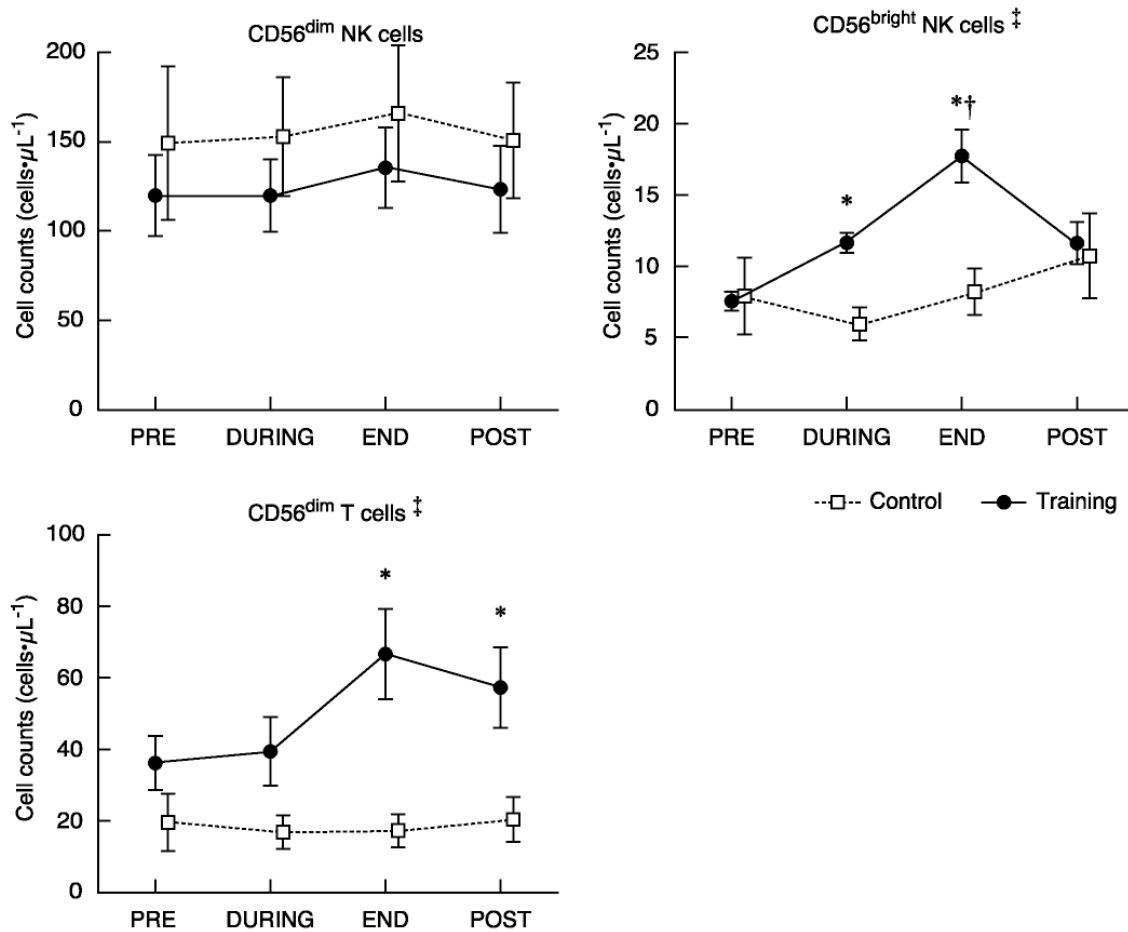 CD56dim NK cells
Cell counts (cells•µL-1)
200
150
100
50
0
PRE DURING END POST
CD56bright NK cells ‡
Cell counts (cells•µL-1)
25
20
15
10
5
0
*
*†
PRE DURING END POST
Control Training
CD56dim T cells ‡
Cell counts (cells•µL-1)
100
80
60
40
20
0
*
*
PRE DURING END POST